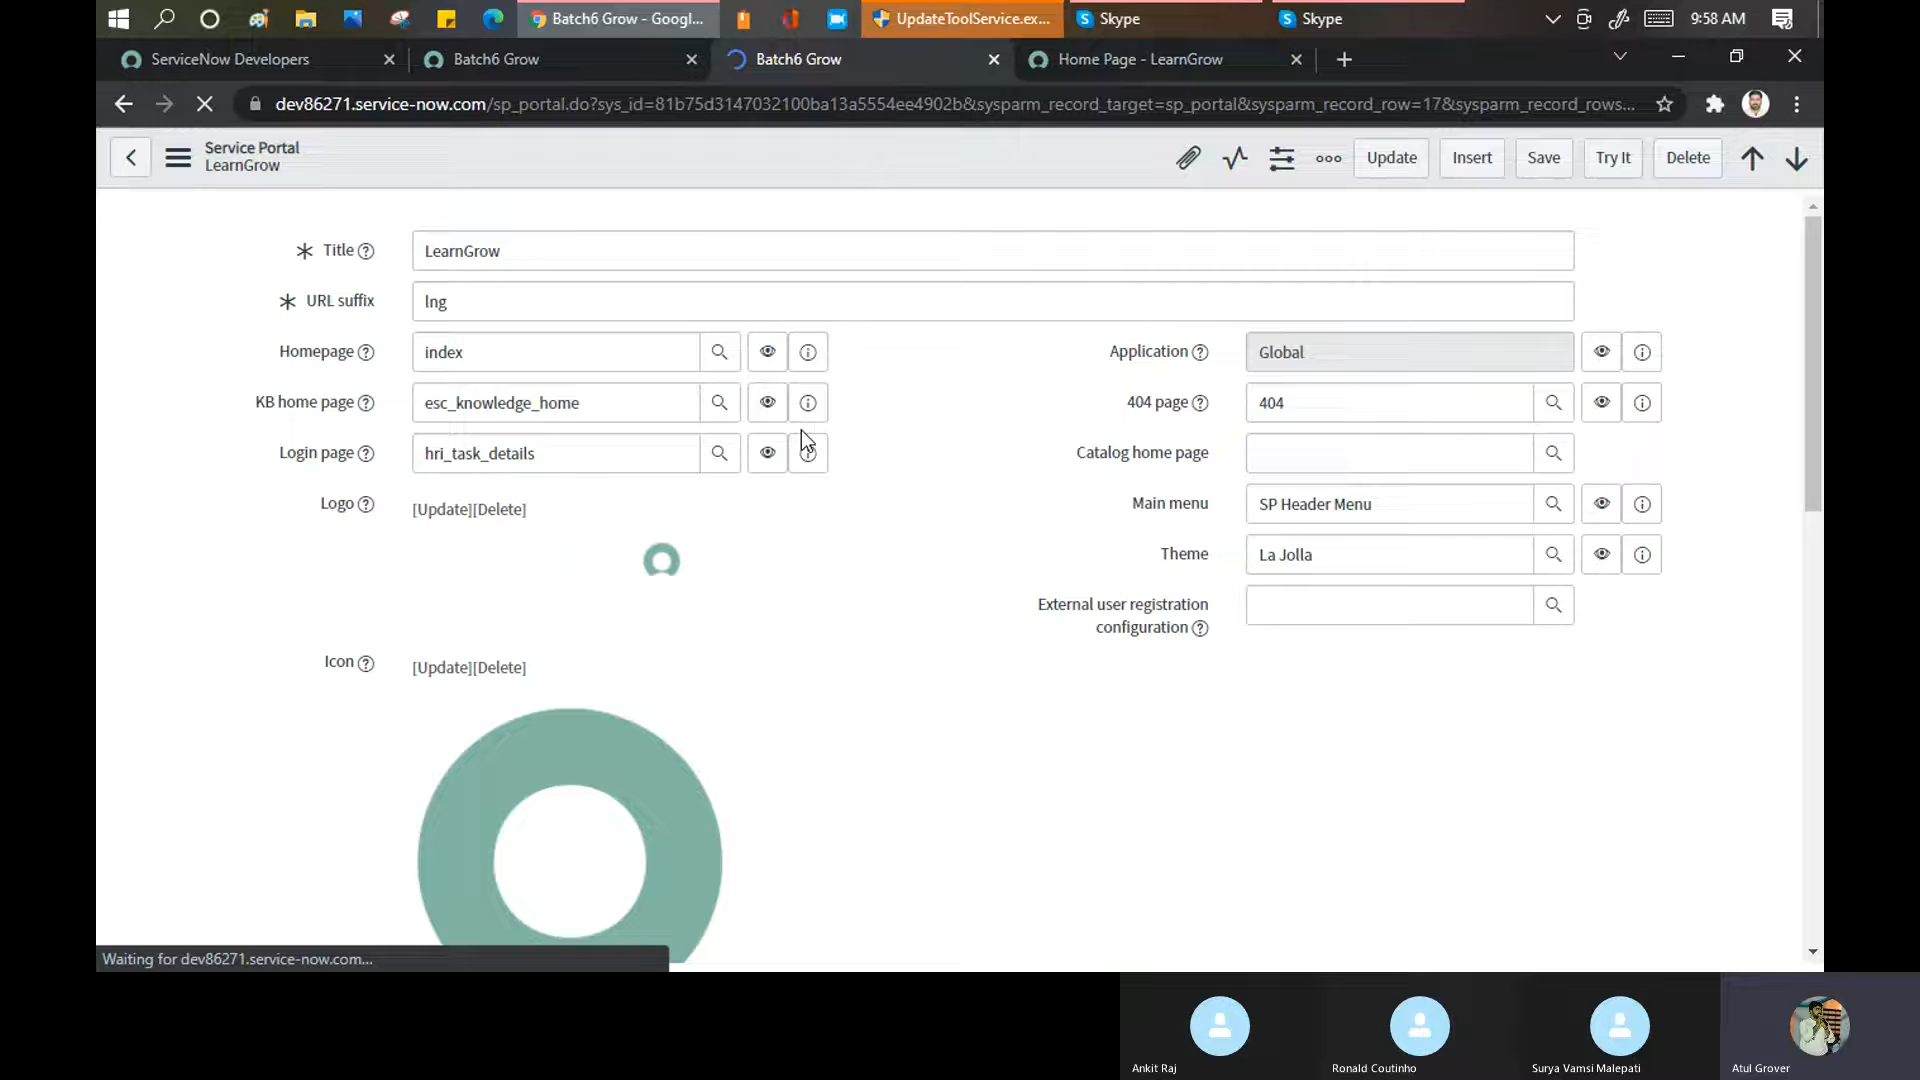 Batch6 Grow - Googl...
UpdateToolService.ex...
Skype
Skype
9:58 AM
ServiceNow Developers
Batch6 Grow
Batch6 Grow
Home Page - LearnGrow
dev86271.service-now.com/sp_portal.do?sys_id=81b75d3147032100ba13a5554ee4902b&sysparm_record_target=sp_portal&sysparm_record_row=17&sysparm_record_rows...
Service Portal
LearnGrow
Update
Insert
Save
Try It
Delete
Title
LearnGrow
URL suffix
lng
Homepage
index
Application
Global
KB home page
esc_knowledge_home
404 page
404
Login page
hri_task_details
Catalog home page
Logo
[Update][Delete]
Main menu
SP Header Menu
Theme
La Jolla
External user registration
configuration
Icon
[Update][Delete]
Waiting for dev86271.service-now.com...
Ankit Raj
Ronald Coutinho
Surya Vamsi Malepati
Atul Grover